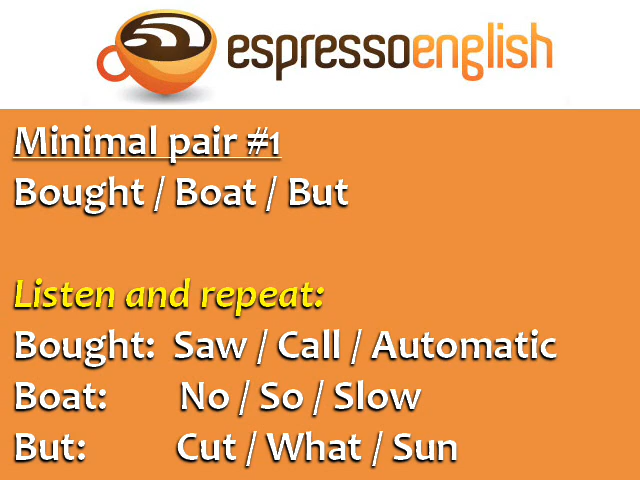 espressoenglish
Minimal pair #1
Bought / Boat / But
Listen and repeat:
Bought: Saw / Call / Automatic
Boat: No / So / Slow
But: Cut / What / Sun